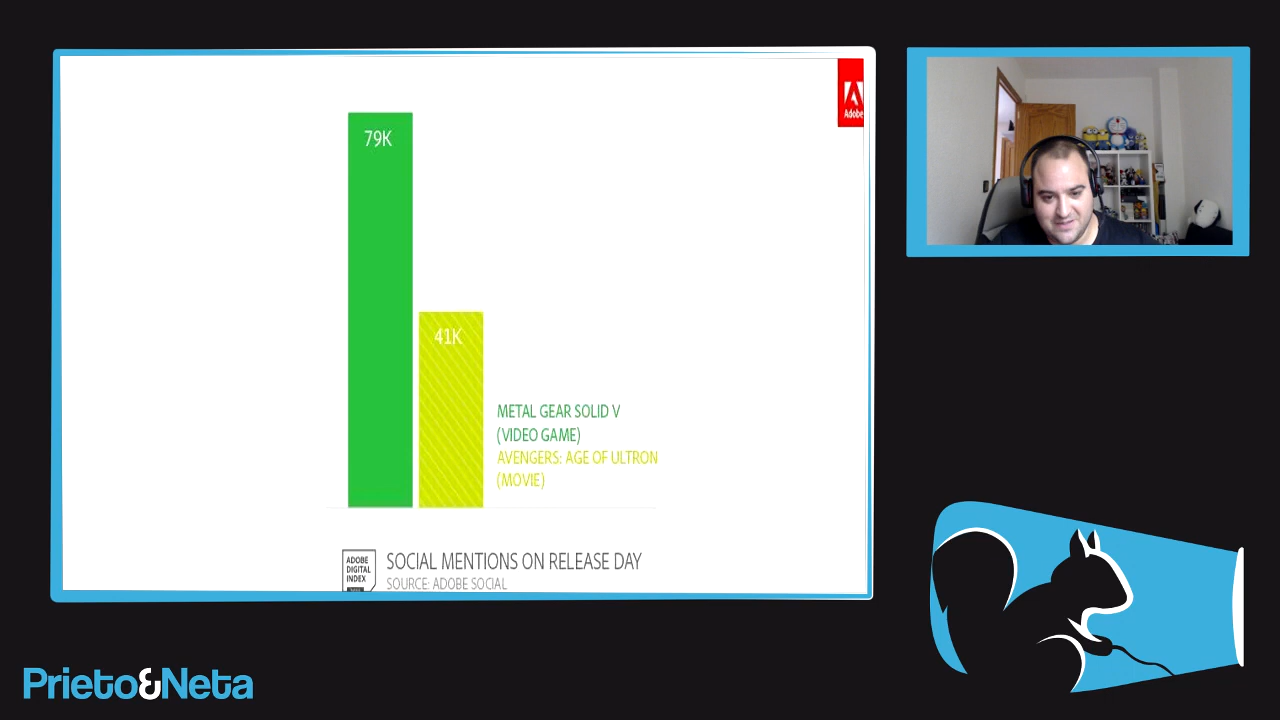 79K
Adobe
41K
METAL GEAR SOLID V
(VIDEO GAME)
AVENGERS: AGE OF ULTRON
(MOVIE)
ADOBE
DIGITAL
INDEX
SOCIAL MENTIONS ON RELEASE DAY
SOURCE: ADOBE SOCIAL
Prieto&Neta